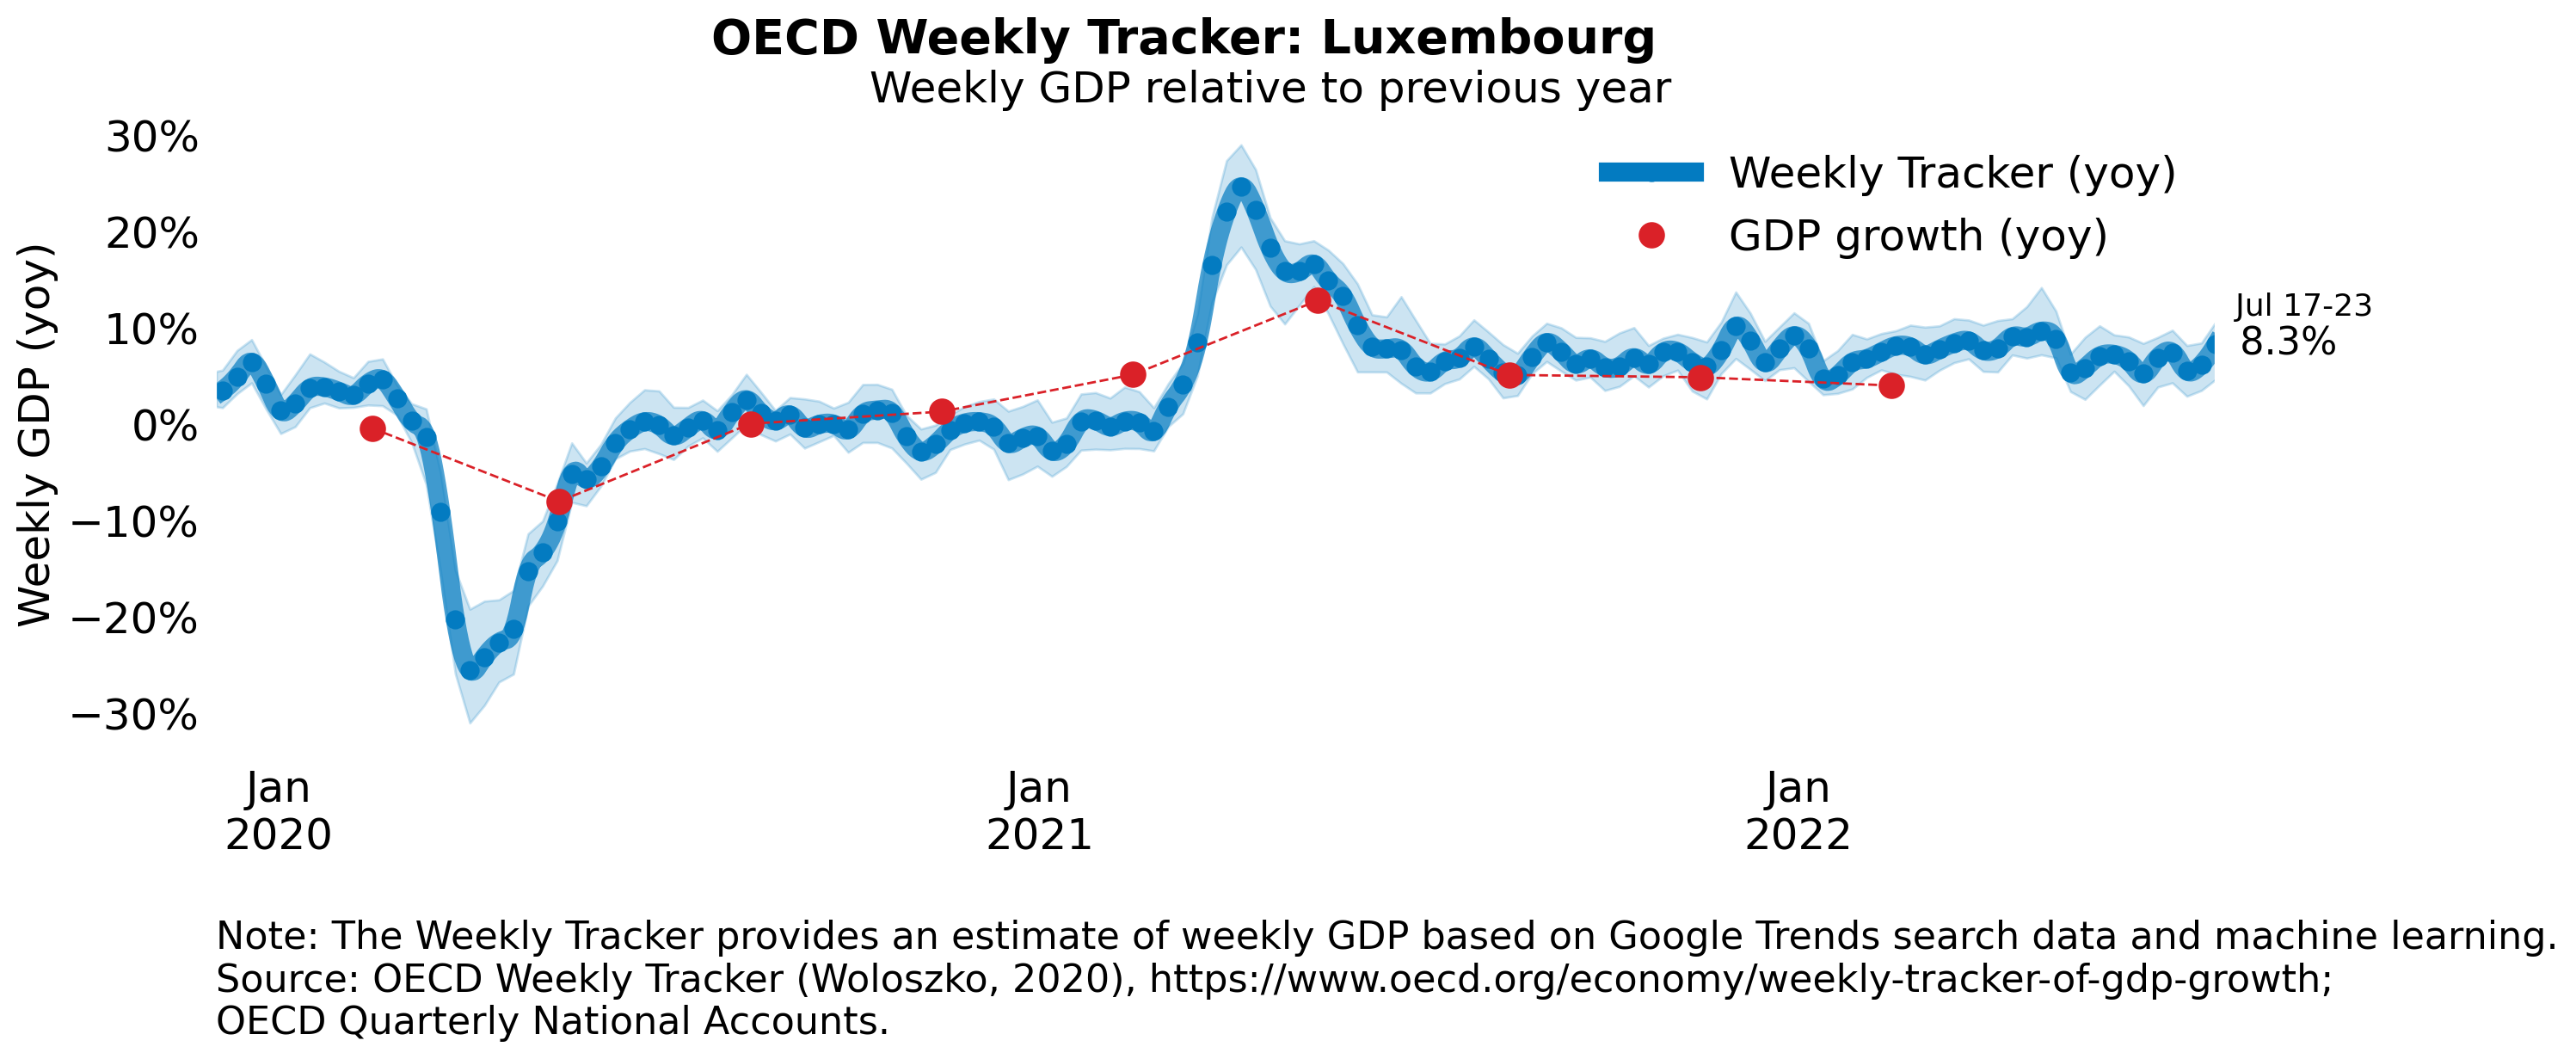 OECD Weekly Tracker: Luxembourg
Weekly GDP relative to previous year
Weekly GDP (yoy)
30%
20%
10%
0%
−10%
−20%
−30%
Weekly Tracker (yoy)
GDP growth (yoy)
Jul 17-23
8.3%
Jan
2020
Jan
2021
Jan
2022
Note: The Weekly Tracker provides an estimate of weekly GDP based on Google Trends search data and machine learning.
Source: OECD Weekly Tracker (Woloszko, 2020), https://www.oecd.org/economy/weekly-tracker-of-gdp-growth;
OECD Quarterly National Accounts.